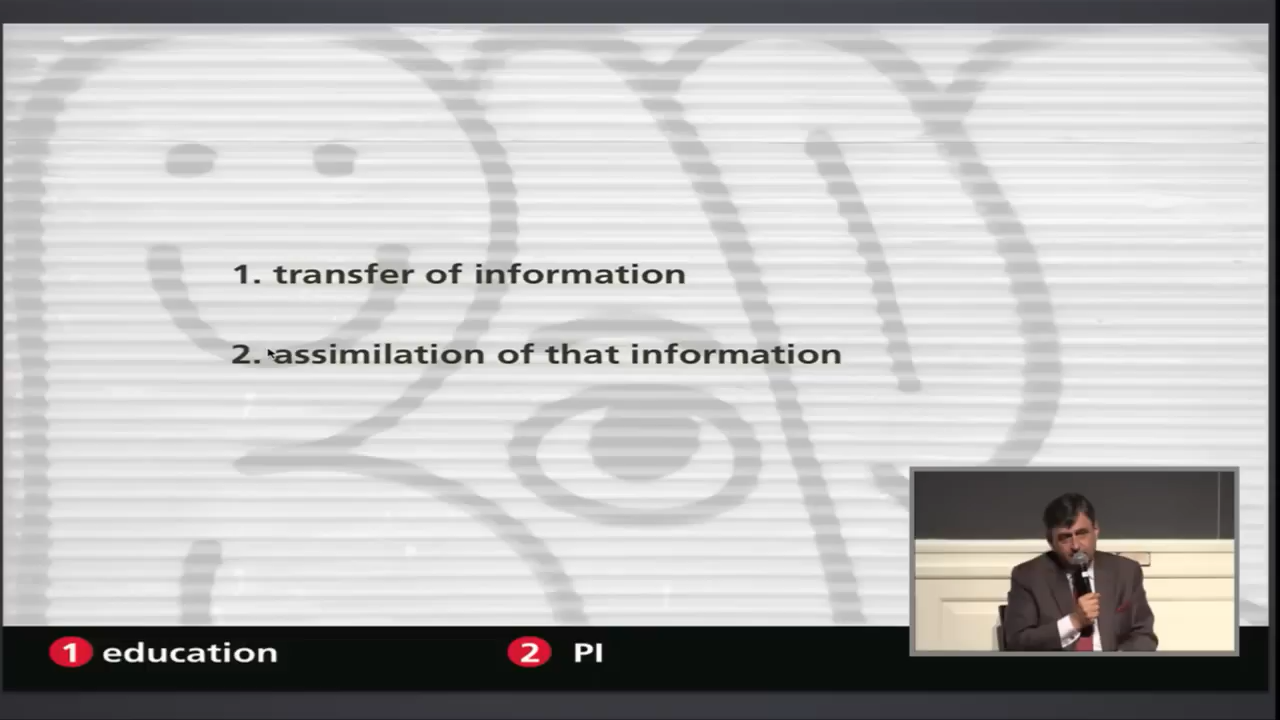 1. transfer of information
2. assimilation of that information
1 education
2 PI